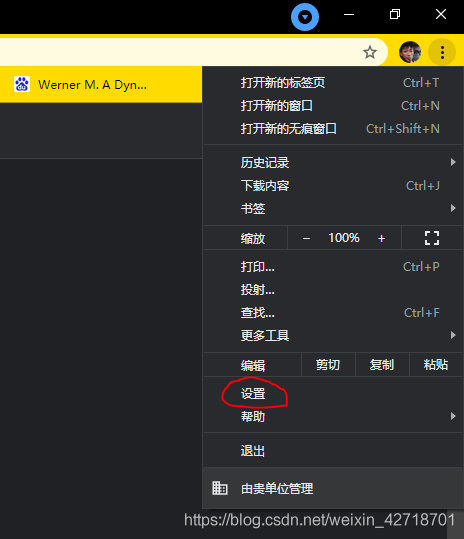 Werner M. A Dyn...
打开新的标签页 Ctrl+T
打开新的窗口 Ctrl+N
打开新的无痕窗口 Ctrl+Shift+N
历史记录
下载内容 Ctrl+J
书签
缩放 − 100% +
打印... Ctrl+P
投射...
查找... Ctrl+F
更多工具
编辑 剪切 复制 粘贴
设置
帮助
退出
由贵单位管理
https://blog.csdn.net/weixin_42718701